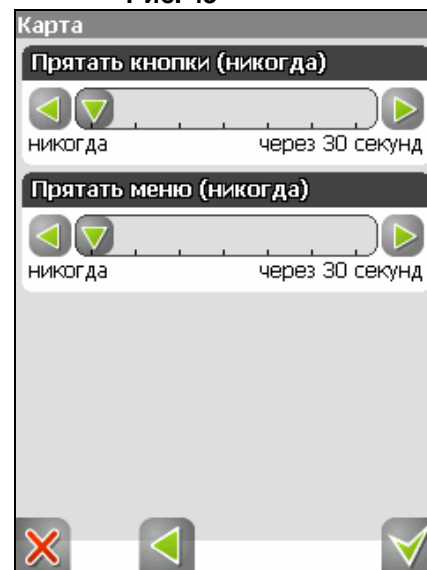 Карта
Прятать кнопки (никогда)
никогда через 30 секунд
Прятать меню (никогда)
никогда через 30 секунд